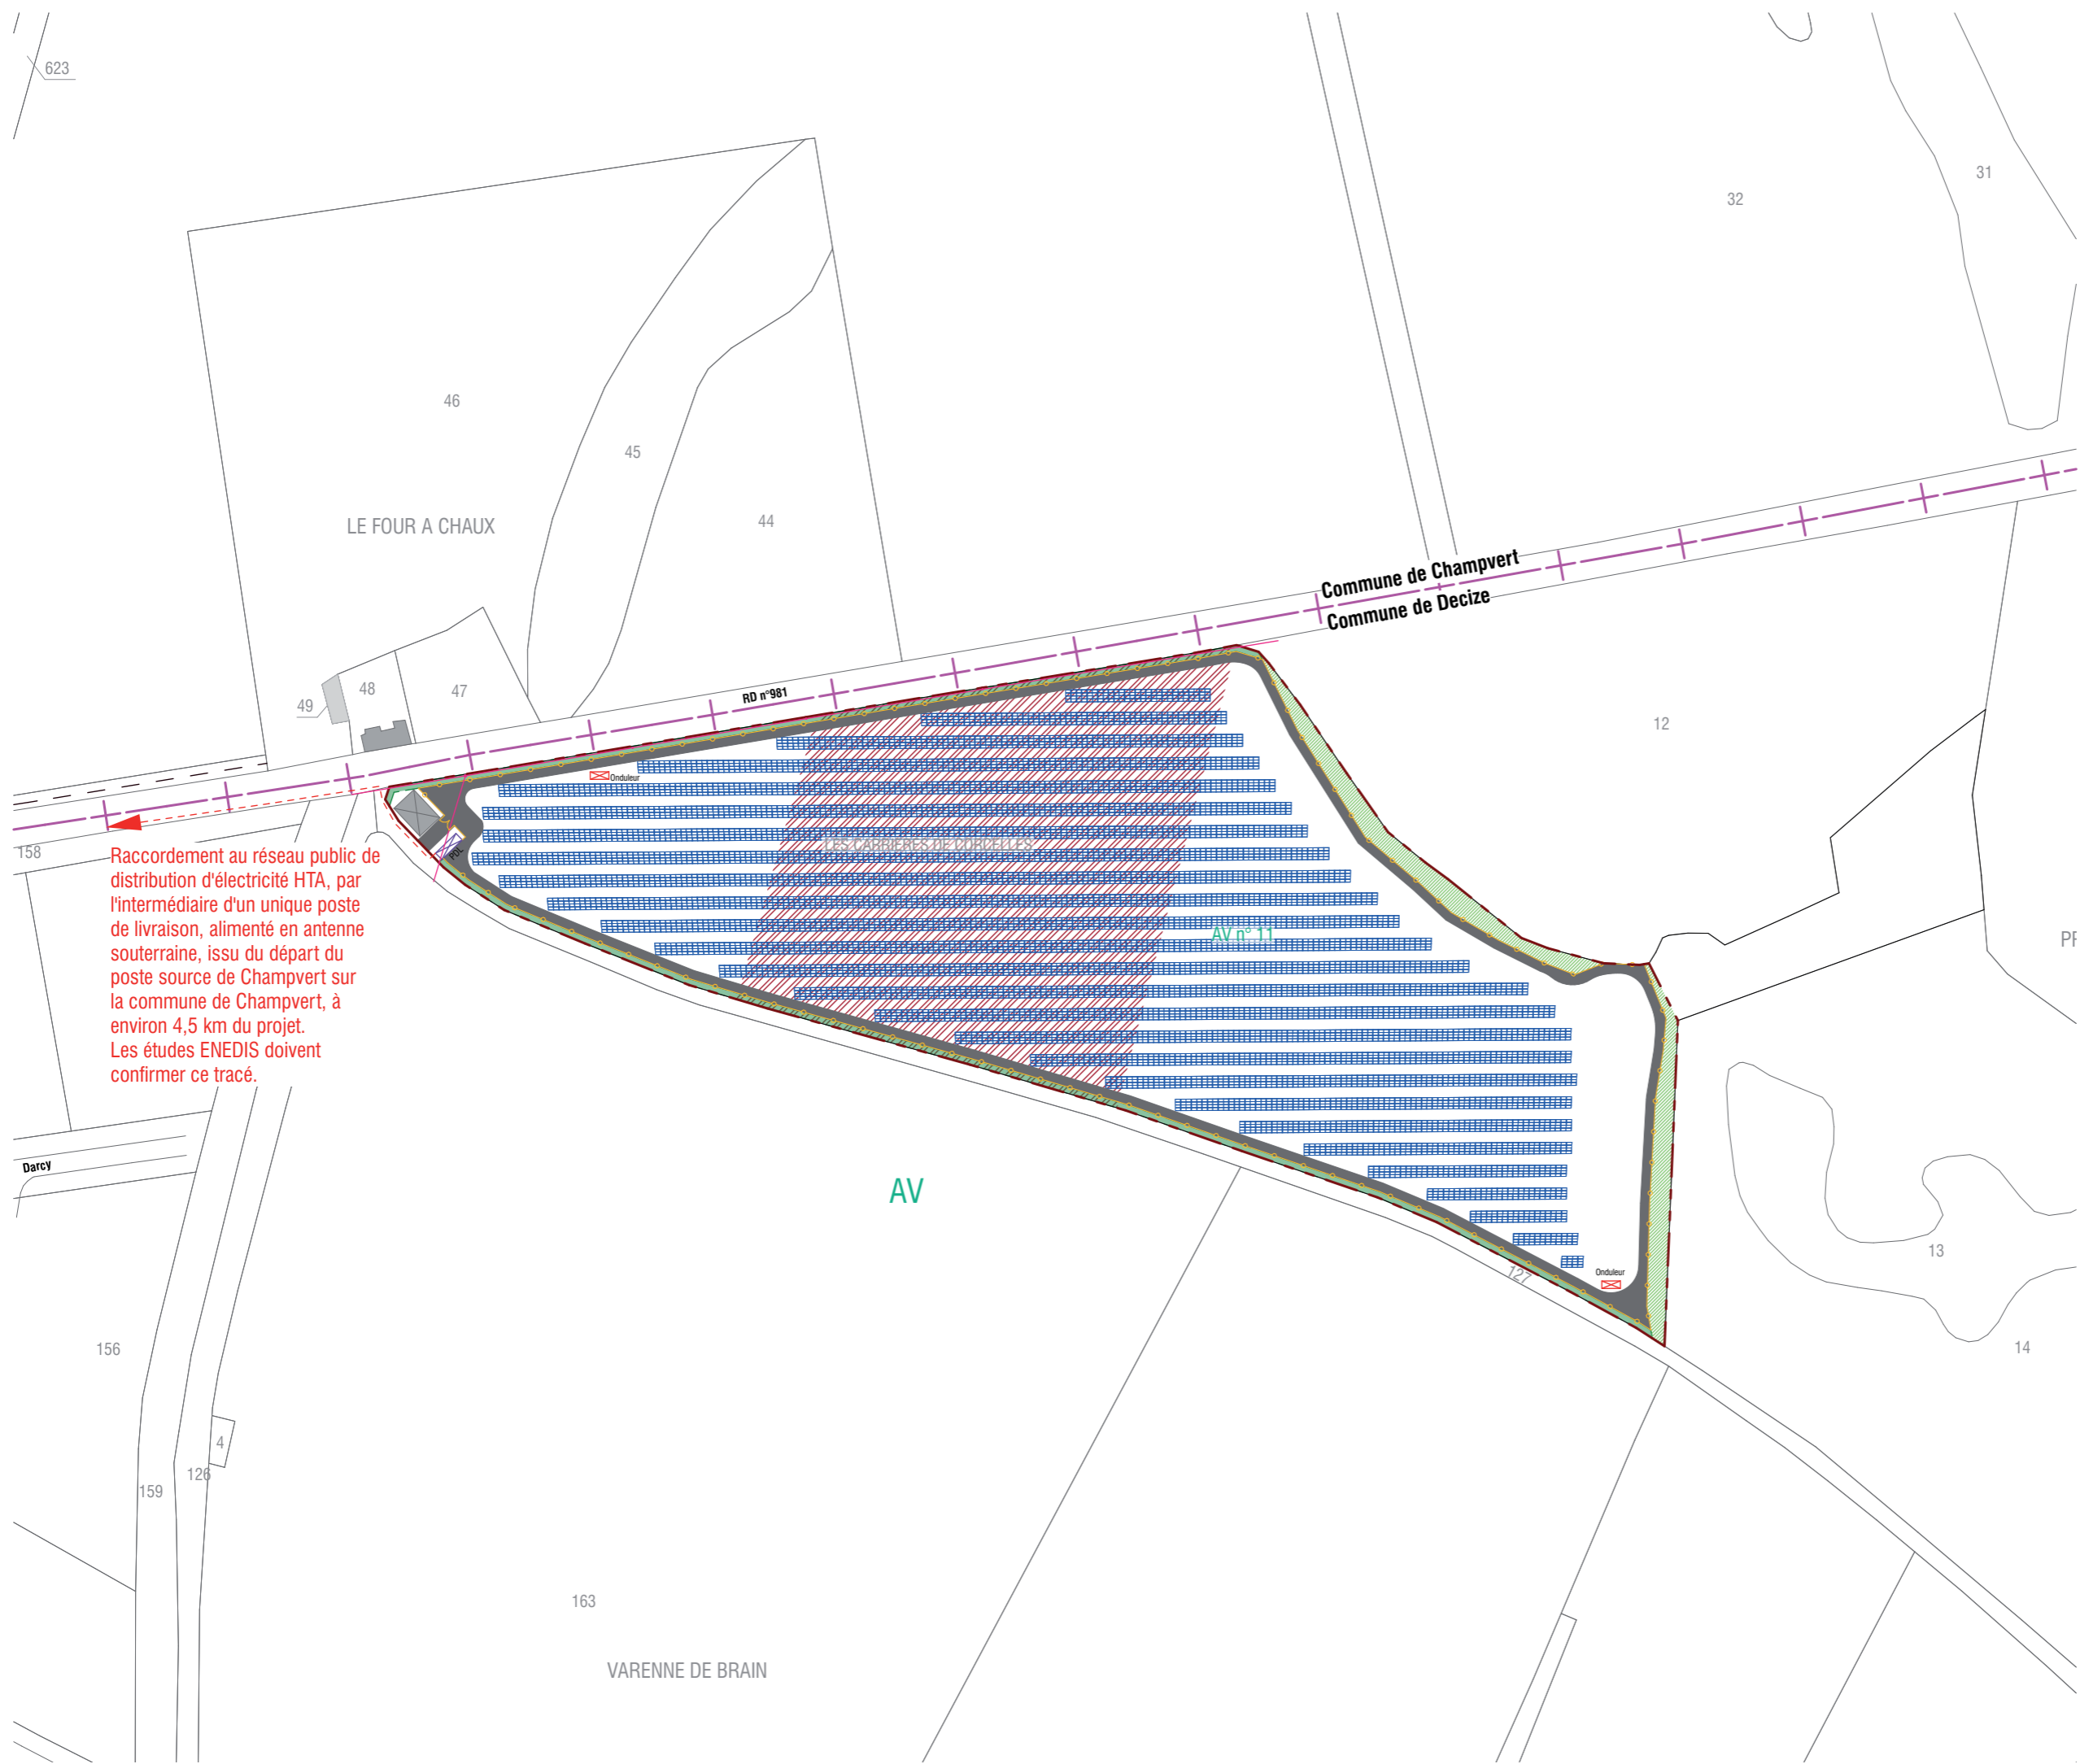 623
31
32
46
45
44
LE FOUR A CHAUX
Commune de Champvert
Commune de Decize
49
48
47
RD n°981
12
Onduleur
PDL
LES CARRIERES DE CORCELLES
158
Raccordement au réseau public de
distribution d'électricité HTA, par
l'intermédiaire d'un unique poste
de livraison, alimenté en antenne
souterraine, issu du départ du
poste source de Champvert sur
la commune de Champvert, à
environ 4,5 km du projet.
Les études ENEDIS doivent
confirmer ce tracé.
AV n° 11
Darcy
AV
13
Onduleur
127
156
14
4
126
159
163
VARENNE DE BRAIN